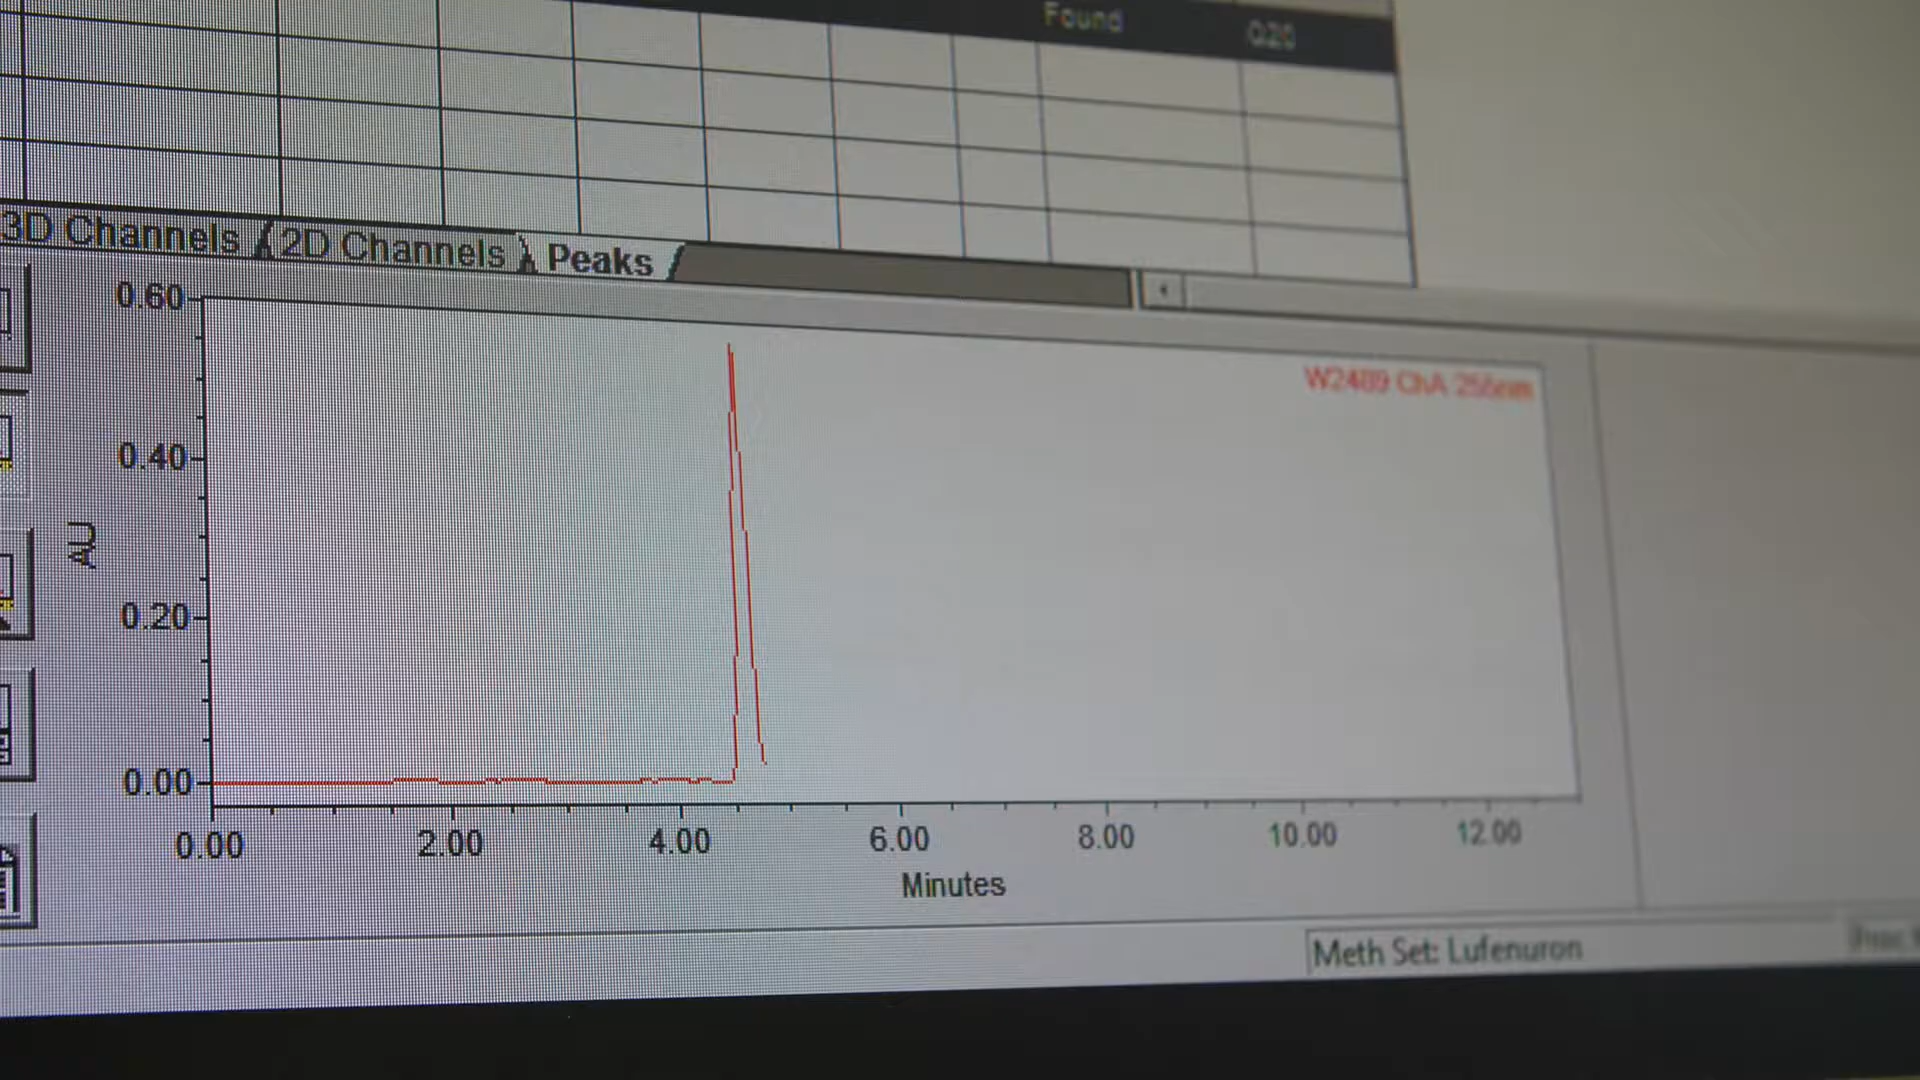 Found Q20
3D Channels 2D Channels Peaks
0.60
W2489 ChA 256nm
0.40
AU
0.20
0.00
0.00 2.00 4.00 6.00 8.00 10.00 12.00
Minutes
Meth Set: Lufenuron